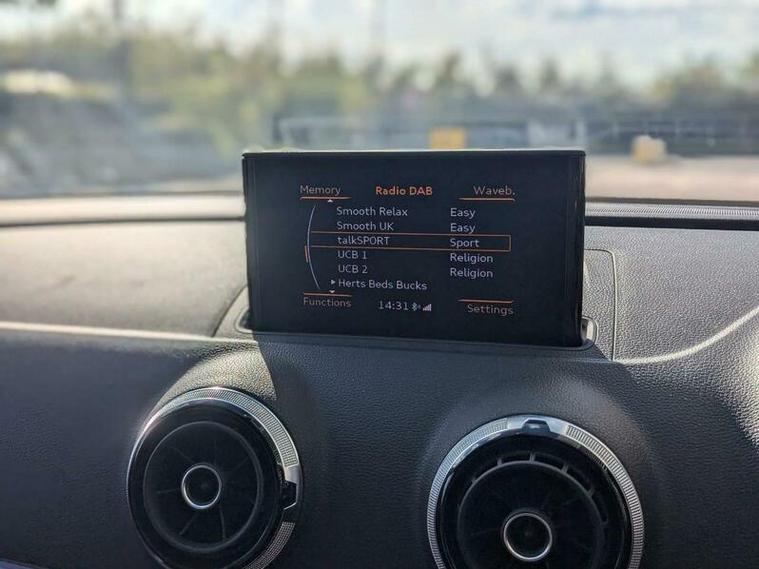 Memory Radio DAB Waveb.
Smooth Relax Easy
Smooth UK Easy
talkSPORT Sport
UCB 1 Religion
UCB 2 Religion
Herts Beds Bucks
Functions 14:31 Settings